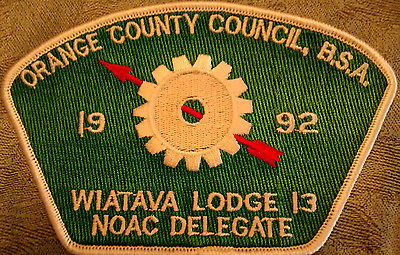 ORANGE COUNTY COUNCIL, B.S.A.
19 92
WIATAVA LODGE 13
NOAC DELEGATE